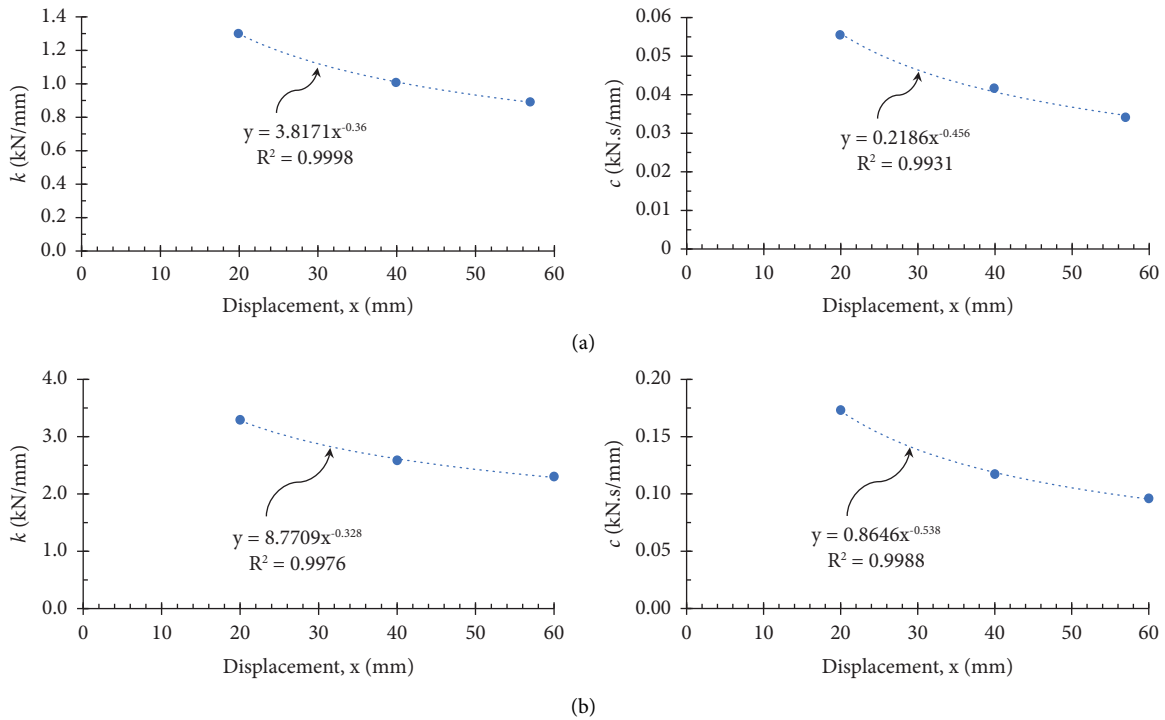 1.4
1.2
1.0
0.8
0.6
0.4
0.2
0.0
k (kN/mm)
y = 3.8171x^-0.36
R² = 0.9998
0 10 20 30 40 50 60
Displacement, x (mm)
0.06
0.05
0.04
0.03
0.02
0.01
0
c (kN.s/mm)
y = 0.2186x^-0.456
R² = 0.9931
0 10 20 30 40 50 60
Displacement, x (mm)
(a)
4.0
3.0
2.0
1.0
0.0
k (kN/mm)
y = 8.7709x^-0.328
R² = 0.9976
0 10 20 30 40 50 60
Displacement, x (mm)
0.20
0.15
0.10
0.05
0.00
c (kN.s/mm)
y = 0.8646x^-0.538
R² = 0.9988
0 10 20 30 40 50 60
Displacement, x (mm)
(b)